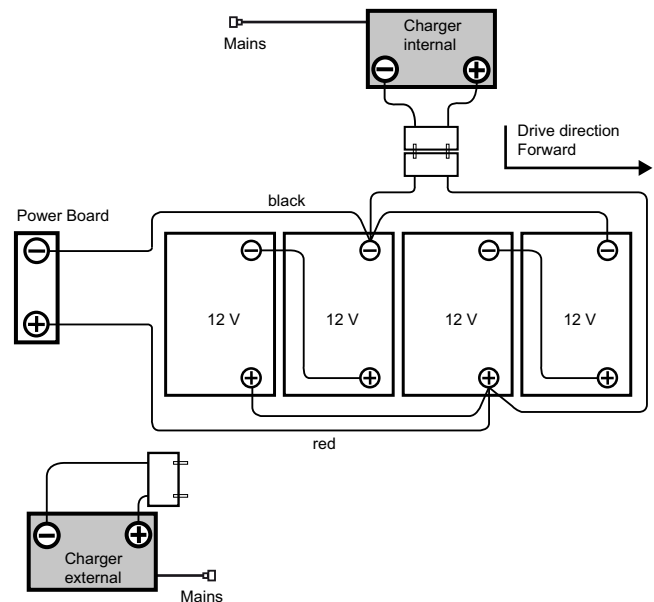 Mains
Charger
internal
Drive direction
Forward
black
Power Board
12 V
12 V
12 V
12 V
red
Charger
external
Mains